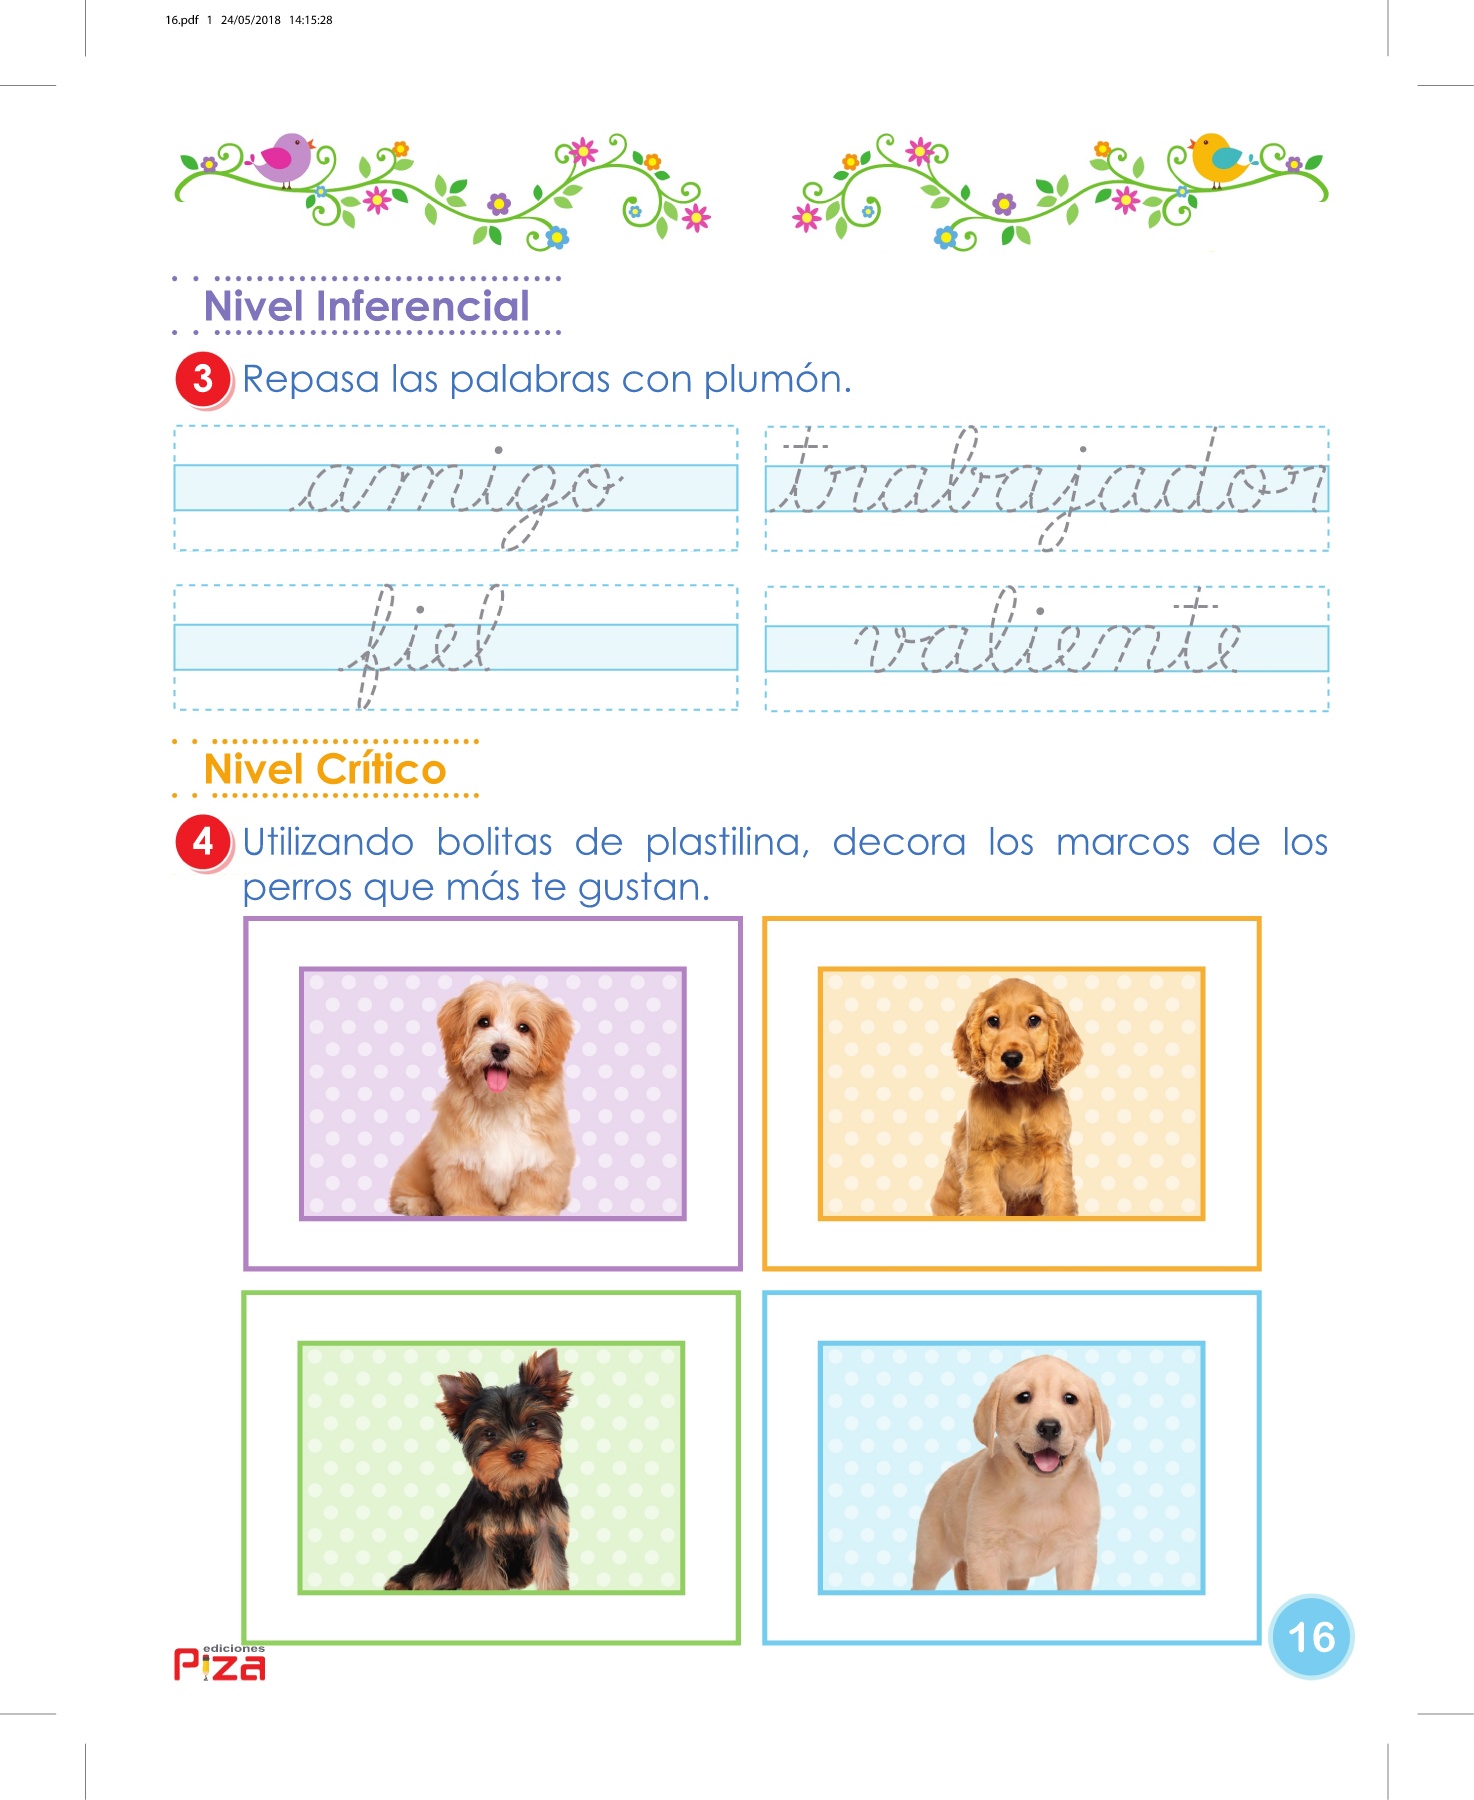 16.pdf 1 24/05/2018 14:15:28
Nivel Inferencial
3 Repasa las palabras con plumón.
amigo
trabajador
fiel
valiente
Nivel Crítico
4 Utilizando bolitas de plastilina, decora los marcos de los
perros que más te gustan.
ediciones
Piza
16